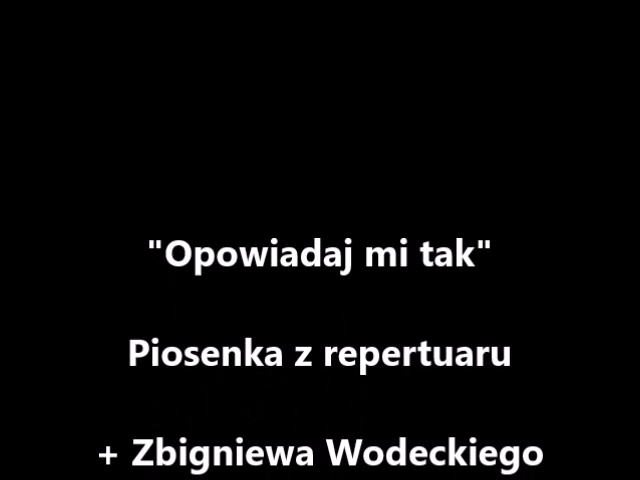 "Opowiadaj mi tak"
Piosenka z repertuaru
+ Zbigniewa Wodeckiego